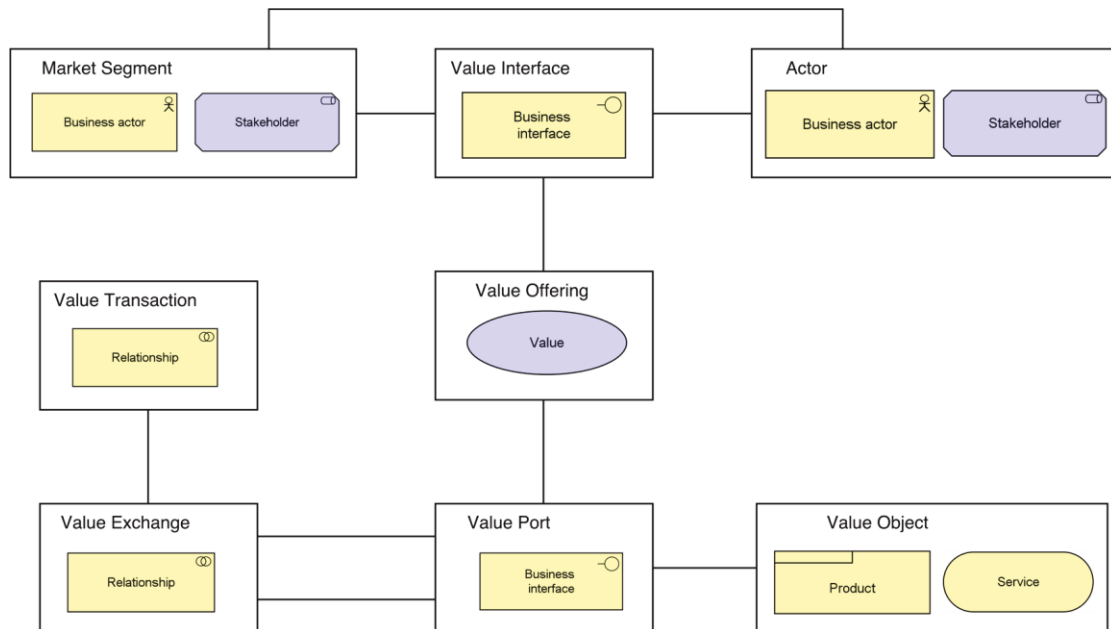 Market Segment
Business actor
Stakeholder
Value Interface
Business
interface
Actor
Business actor
Stakeholder
Value Transaction
Relationship
Value Offering
Value
Value Exchange
Relationship
Value Port
Business
interface
Value Object
Product
Service